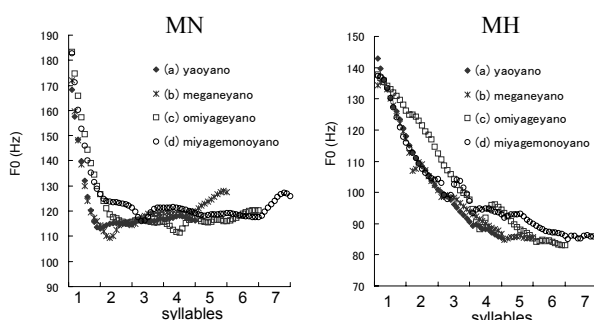 MN
190
180
170
160
150
140
130
120
110
100
90
F0 (Hz)
(a) yaoyano
(b) meganeyano
(c) omiyageyano
(d) miyagemonoyano
1 2 3 4 5 6 7
syllables
MH
150
140
130
120
110
100
90
80
70
F0 (Hz)
(a) yaoyano
(b) meganeyano
(c) omiyageyano
(d) miyagemonoyano
1 2 3 4 5 6 7
syllables